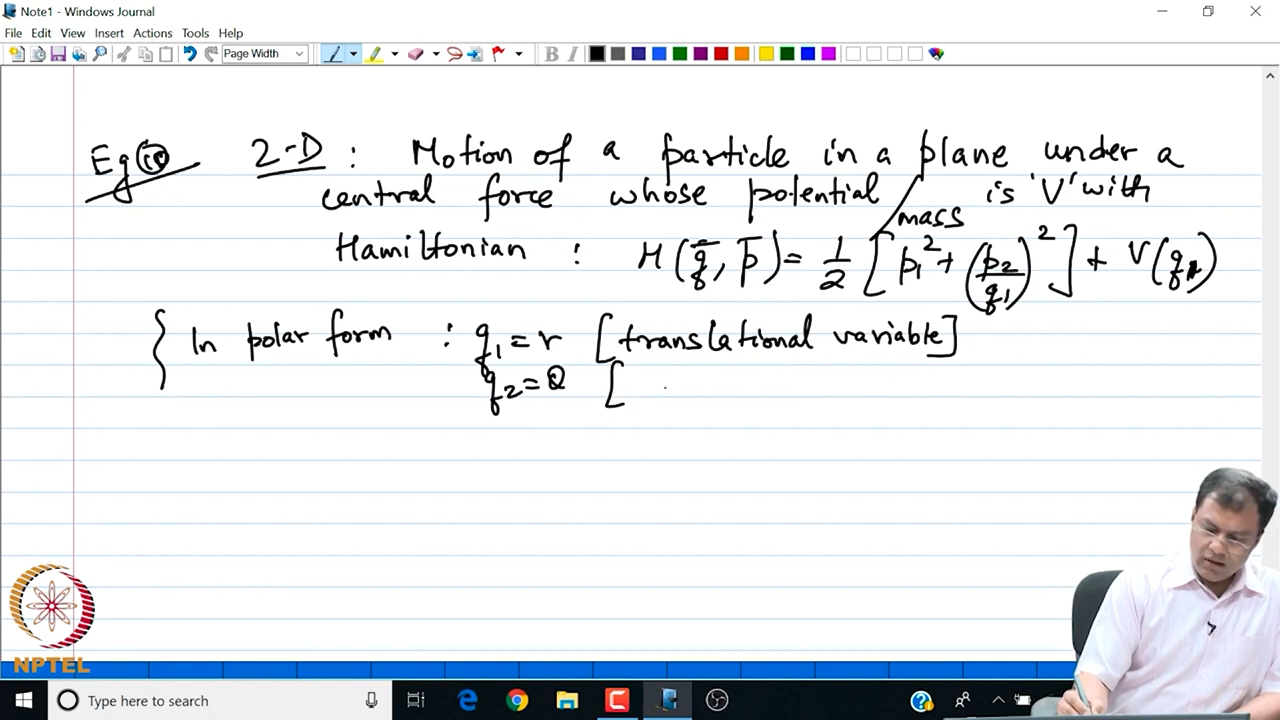 Note1 - Windows Journal
File Edit View Insert Actions Tools Help
Page Width
B I
Eg (iv) 2-D : Motion of a particle in a plane under a
central force whose potential is 'V' with
mass
Hamiltonian : H(q̄, p̄) = 1/2 [p₁² + (p₂/q₁)²] + V(q₁)
In polar form : q₁ = r [translational variable]
q₂ = θ [
NPTEL
Type here to search